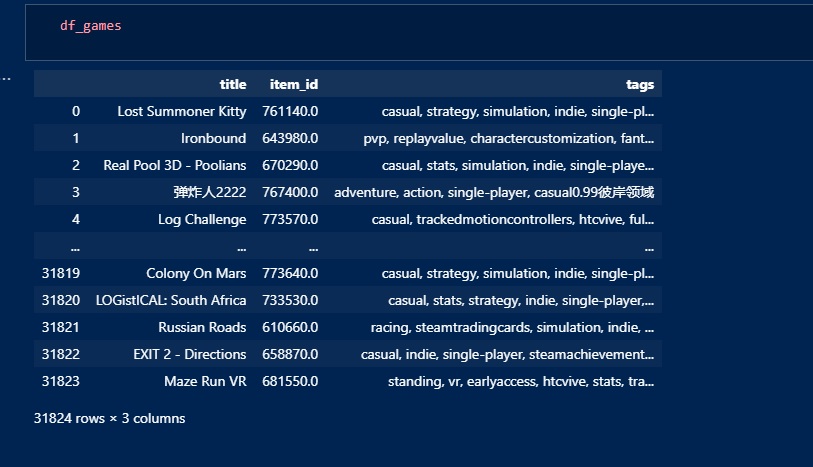 df_games
...
title item_id tags
0 Lost Summoner Kitty 761140.0 casual, strategy, simulation, indie, single-pl...
1 Ironbound 643980.0 pvp, replayvalue, charactercustomization, fant...
2 Real Pool 3D - Poolians 670290.0 casual, stats, simulation, indie, single-playe...
3 弹炸人2222 767400.0 adventure, action, single-player, casual0.99彼岸领域
4 Log Challenge 773570.0 casual, trackedmotioncontrollers, htcvive, ful...
... ... ... ...
31819 Colony On Mars 773640.0 casual, strategy, simulation, indie, single-pl...
31820 LOGistICAL: South Africa 733530.0 casual, stats, strategy, indie, single-player,...
31821 Russian Roads 610660.0 racing, steamtradingcards, simulation, indie, ...
31822 EXIT 2 - Directions 658870.0 casual, indie, single-player, steamachievement...
31823 Maze Run VR 681550.0 standing, vr, earlyaccess, htcvive, stats, tra...
31824 rows × 3 columns